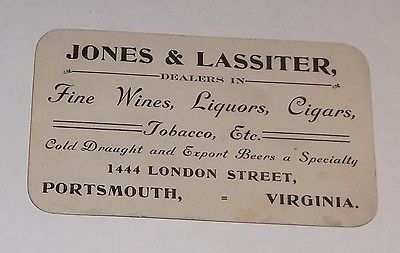 JONES & LASSITER,
DEALERS IN
Fine Wines, Liquors, Cigars,
Tobacco, Etc.
Cold Draught and Export Beers a Specialty
1444 LONDON STREET,
PORTSMOUTH, = VIRGINIA.